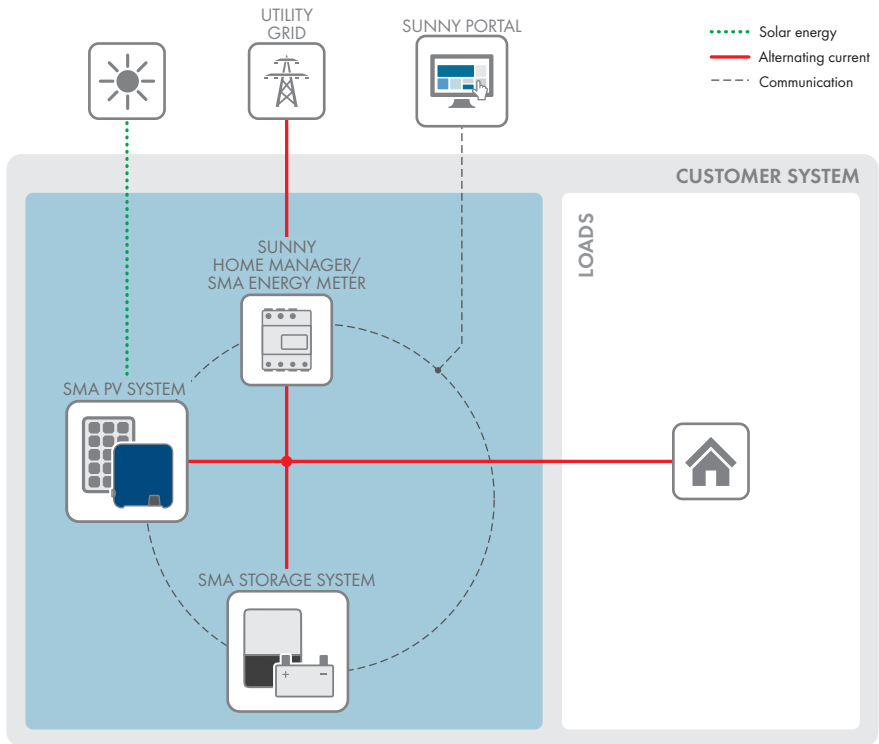 UTILITY
GRID
SUNNY PORTAL
Solar energy
Alternating current
Communication
CUSTOMER SYSTEM
LOADS
SUNNY
HOME MANAGER/
SMA ENERGY METER
SMA PV SYSTEM
SMA STORAGE SYSTEM
+ −